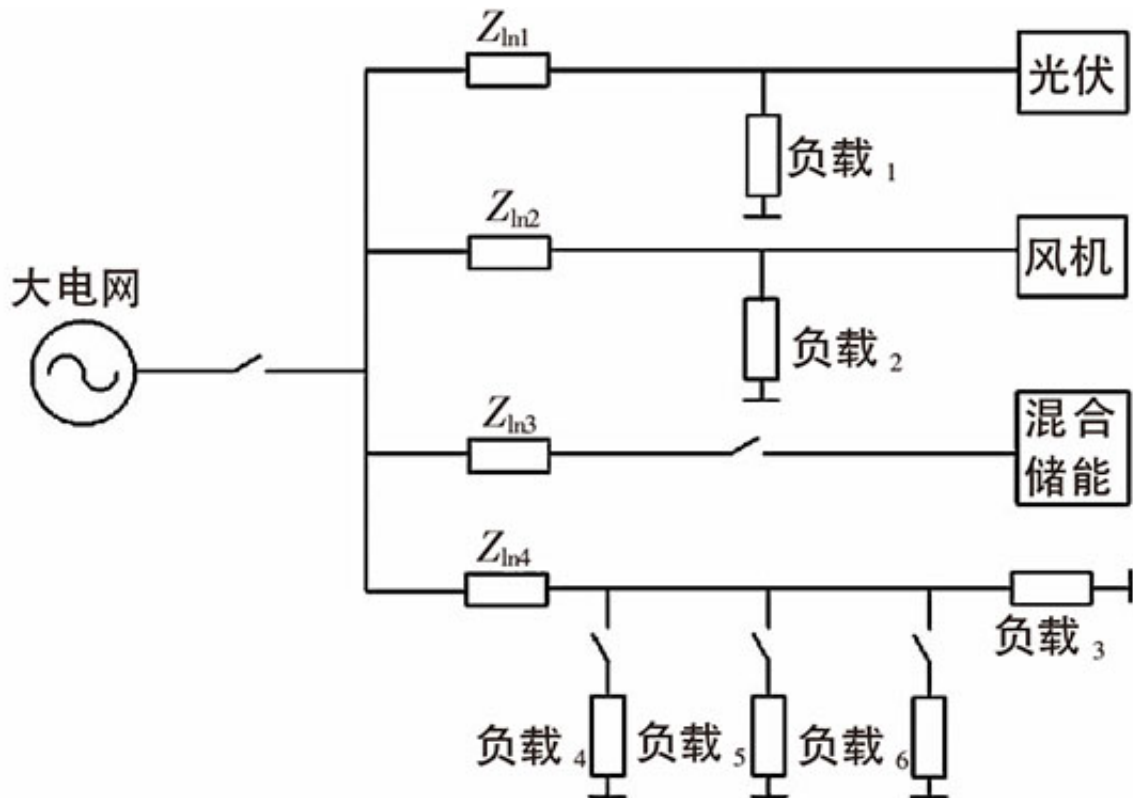 Zln1
光伏
负载 1
Zln2
风机
大电网
负载 2
Zln3
混合
储能
Zln4
负载 3
负载 4
负载 5
负载 6